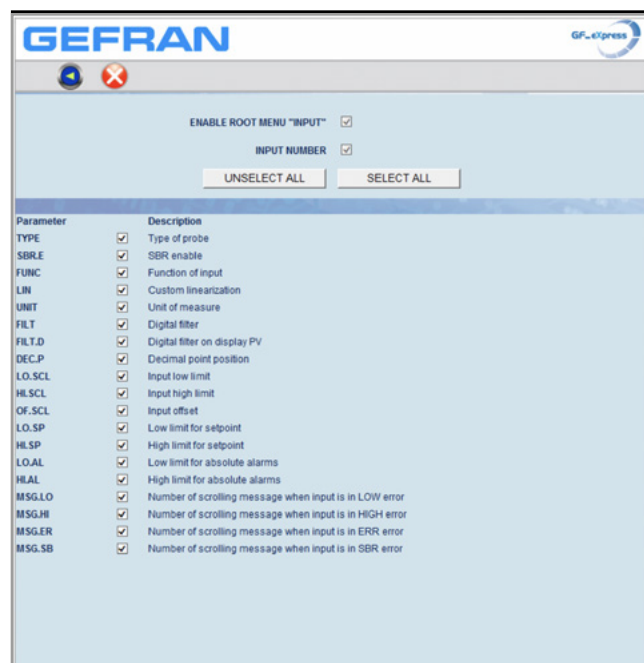 GEFRAN
GF_eXpress
ENABLE ROOT MENU "INPUT"
INPUT NUMBER
UNSELECT ALL SELECT ALL
Parameter Description
TYPE Type of probe
SBR.E SBR enable
FUNC Function of input
LIN Custom linearization
UNIT Unit of measure
FILT Digital filter
FILT.D Digital filter on display PV
DEC.P Decimal point position
LO.SCL Input low limit
HI.SCL Input high limit
OF.SCL Input offset
LO.SP Low limit for setpoint
HI.SP High limit for setpoint
LO.AL Low limit for absolute alarms
HI.AL High limit for absolute alarms
MSG.LO Number of scrolling message when input is in LOW error
MSG.HI Number of scrolling message when input is in HIGH error
MSG.ER Number of scrolling message when input is in ERR error
MSG.SB Number of scrolling message when input is in SBR error